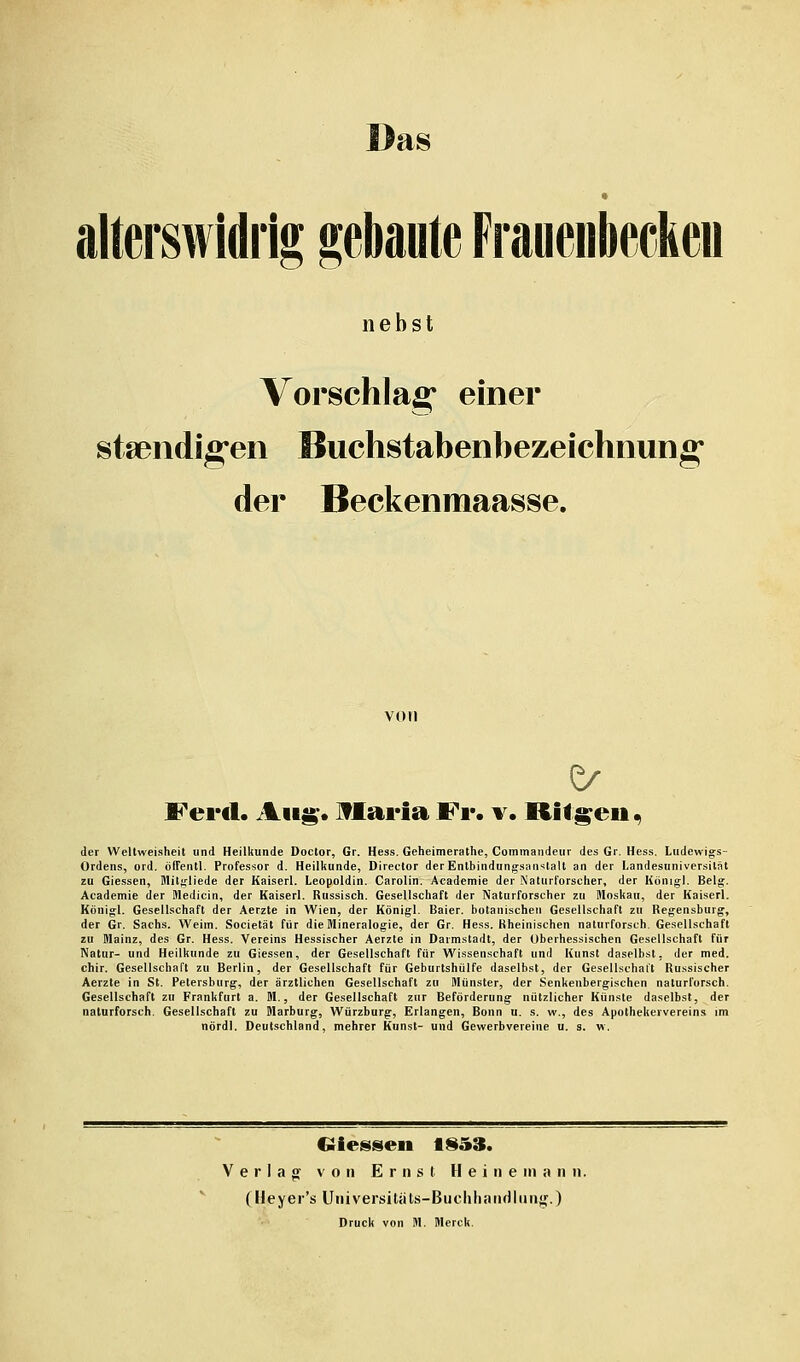 Das
alterswidrig gebaute Frauenbecken
nebst
Vorschlag einer
stændigen Buchstabenbezeichnung
der Beckenmaasse.
von
Ferd. Aug. Maria Fr. v. Ritgen,
der Weltweisheit und Heilkunde Doctor, Gr. Hess. Geheimerathe, Commandeur des Gr. Hess. Ludewigs-
Ordens, ord. öffentl. Professor d. Heilkunde, Director der Entbindungsanstalt an der Landesuniversität
zu Giessen, Mitgliede der Kaiserl. Leopoldin. Carolin. Academie der Naturforscher, der Königl. Belg.
Academie der Medicin, der Kaiserl. Russisch. Gesellschaft der Naturforscher zu Moskau, der Kaiserl.
Königl. Gesellschaft der Aerzte in Wien, der Königl. Baier. botanischen Gesellschaft zu Regensburg,
der Gr. Sachs. Weim. Societät für die Mineralogie, der Gr. Hess. Rheinischen naturforsch. Gesellschaft
zu Mainz, des Gr. Hess. Vereins Hessischer Aerzte in Darmstadt, der Oberhessischen Gesellschaft für
Natur- und Heilkunde zu Giessen, der Gesellschaft für Wissenschaft und Kunst daselbst, der med.
chir. Gesellschaft zu Berlin, der Gesellschaft für Geburtshülfe daselbst, der Gesellschaft Russischer
Aerzte in St. Petersburg, der ärztlichen Gesellschaft zu Münster, der Senkenbergischen naturforsch.
Gesellschaft zu Frankfurt a. M., der Gesellschaft zur Beförderung nützlicher Künste daselbst, der
naturforsch. Gesellschaft zu Marburg, Würzburg, Erlangen, Bonn u. s. w., des Apothekervereins im
nördl. Deutschland, mehrer Kunst- und Gewerbvereine u. s. w.
Giessen 1853.
Verlag von Ernst Heinemann.
(Heyer's Universitäts-Buchhandlung.)
Druck von M. Merck.